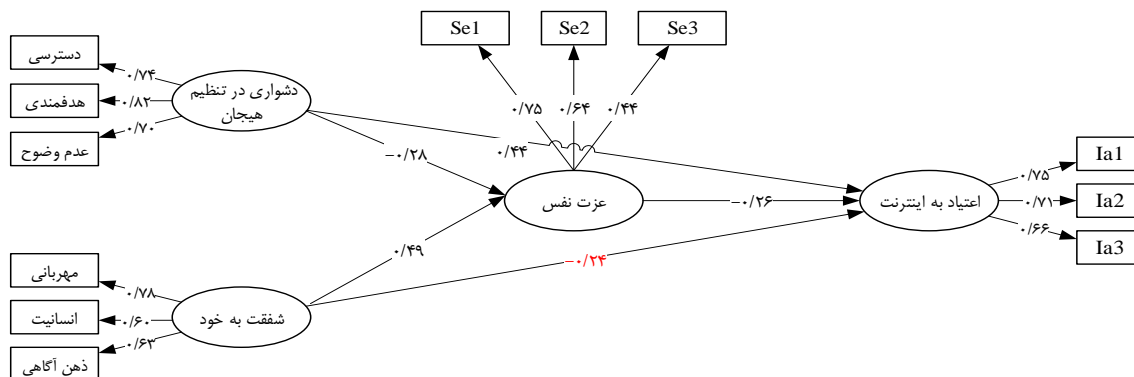 Se1
Se2
Se3
دسترسی
هدفمندی
عدم وضوح
۰/۷۴
۰/۸۲
۰/۷۰
دشواری در تنظیم
هیجان
۰/۷۵
۰/۶۴
۰/۴۴
۰/۴۴
−۰/۲۸
عزت نفس
−۰/۲۶
اعتیاد به اینترنت
۰/۷۵
۰/۷۱
۰/۶۶
Ia1
Ia2
Ia3
۰/۴۹
−۰/۲۴
مهربانی
انسانیت
ذهن آگاهی
۰/۷۸
۰/۶۰
۰/۶۳
شفقت به خود